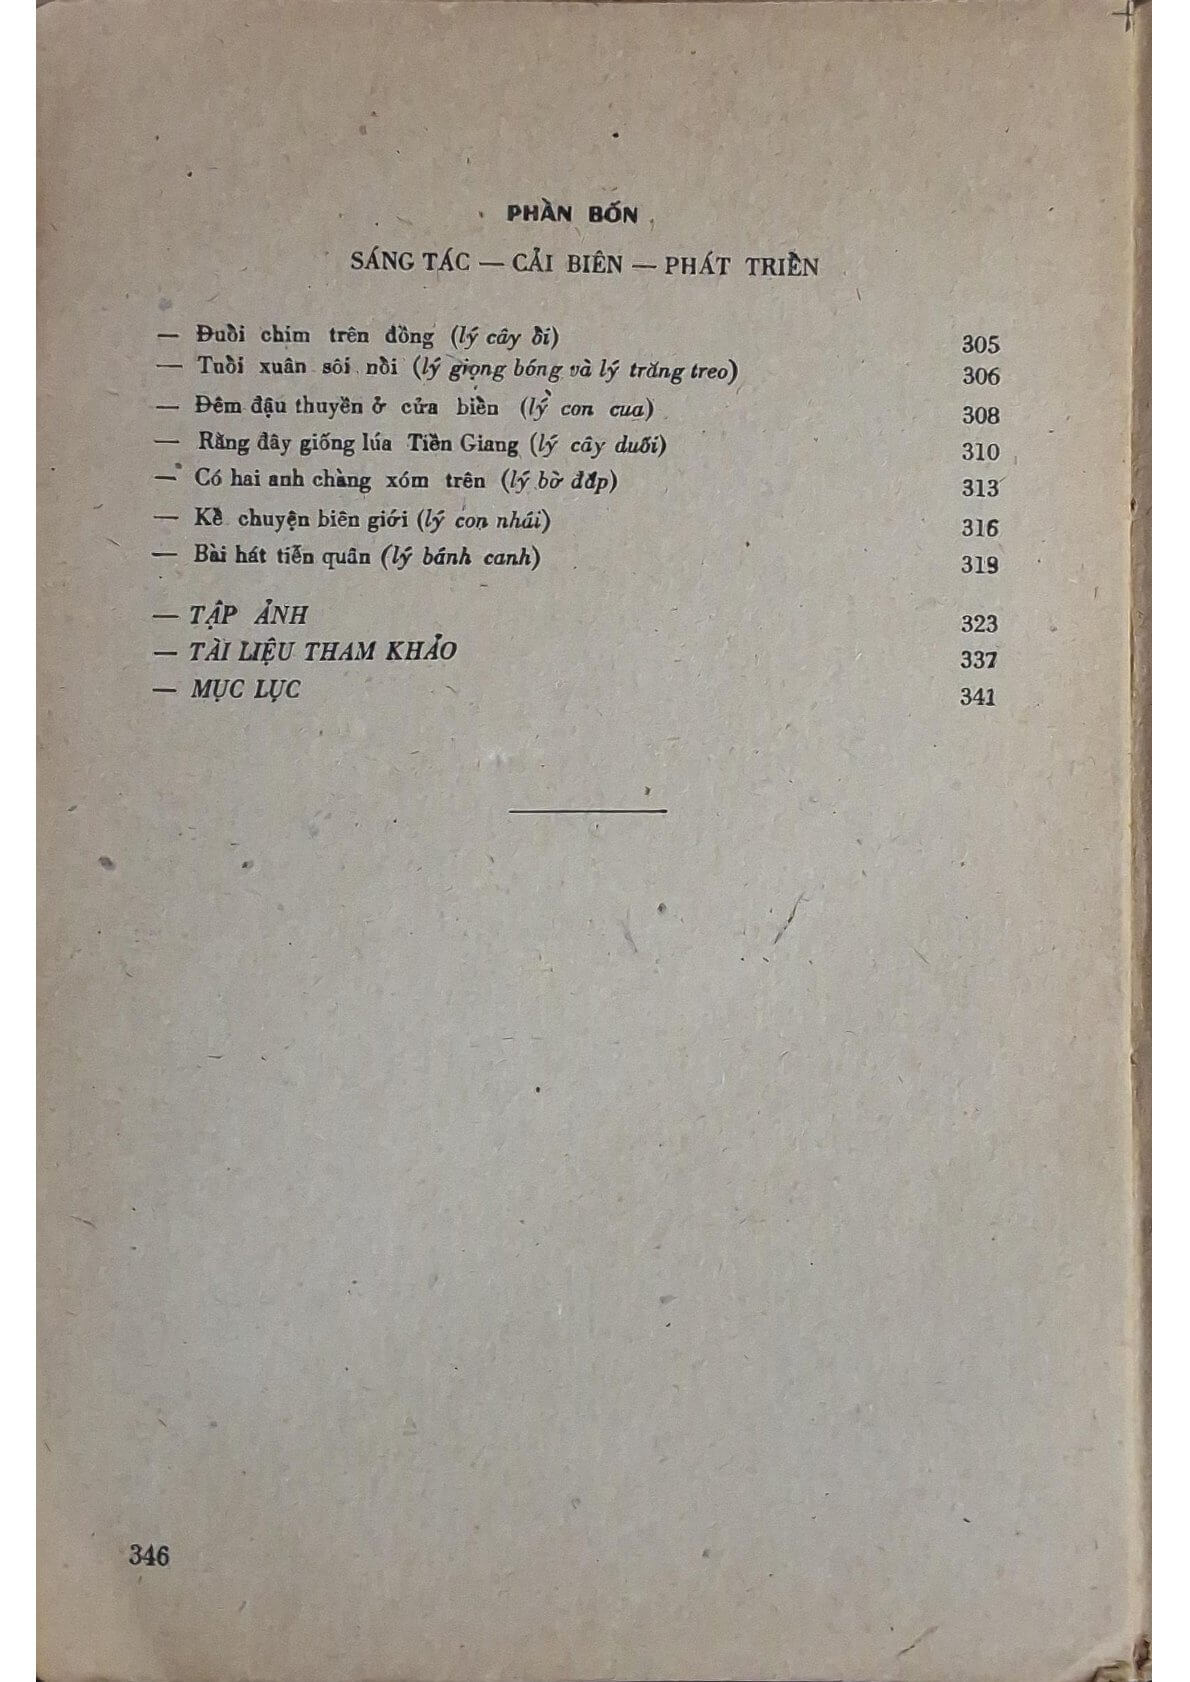 PHẦN BỐN
SÁNG TÁC — CẢI BIÊN — PHÁT TRIỂN
— Đuổi chim trên đồng (lý cây ổi) 305
— Tuổi xuân sôi nổi (lý giọng bóng và lý trăng treo) 306
— Đêm đậu thuyền ở cửa biển (lý con cua) 308
— Rằng đây giống lúa Tiền Giang (lý cây duối) 310
— Có hai anh chàng xóm trên (lý bờ đắp) 313
— Kể chuyện biên giới (lý con nhái) 316
— Bài hát tiễn quân (lý bánh canh) 319
— TẬP ẢNH 323
— TÀI LIỆU THAM KHẢO 337
— MỤC LỤC 341
346